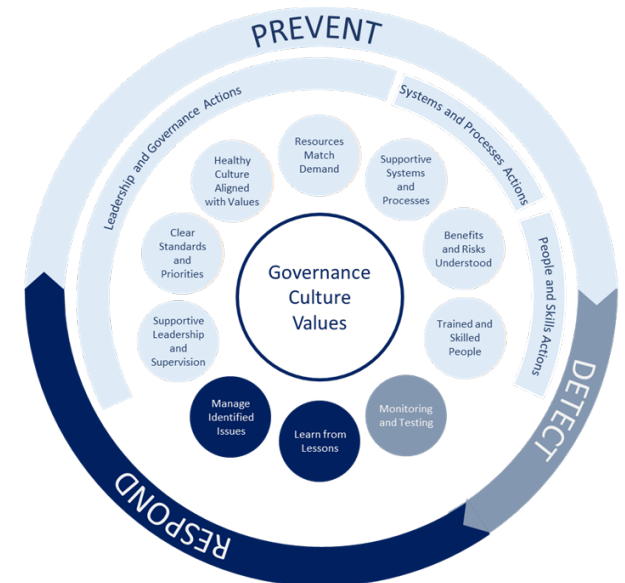 PREVENT
Leadership and Governance Actions
Systems and Processes Actions
People and Skills Actions
Resources
Match
Demand
Supportive
Systems
and
Processes
Benefits
and Risks
Understood
Trained and
Skilled
People
Monitoring
and Testing
Learn from
Lessons
Manage
Identified
Issues
Supportive
Leadership
and
Supervision
Clear
Standards
and
Priorities
Healthy
Culture
Aligned
with Values
Governance
Culture
Values
DETECT
RESPOND